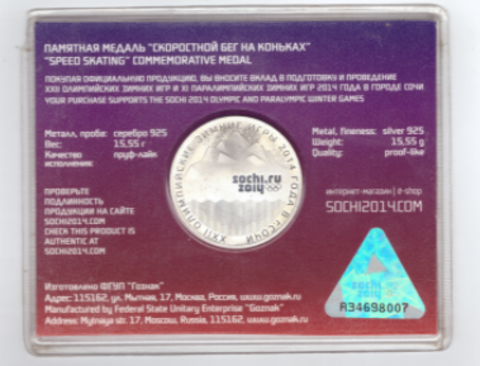 ПАМЯТНАЯ МЕДАЛЬ "СКОРОСТНОЙ БЕГ НА КОНЬКАХ"
"SPEED SKATING" COMMEMORATIVE MEDAL
ПОКУПАЯ ОФИЦИАЛЬНУЮ ПРОДУКЦИЮ, ВЫ ВНОСИТЕ ВКЛАД В ПОДГОТОВКУ И ПРОВЕДЕНИЕ
XXII ОЛИМПИЙСКИХ ЗИМНИХ ИГР И XI ПАРАЛИМПИЙСКИХ ЗИМНИХ ИГР 2014 ГОДА В ГОРОДЕ СОЧИ
YOUR PURCHASE SUPPORTS THE SOCHI 2014 OLYMPIC AND PARALYMPIC WINTER GAMES
Металл, проба: серебро 925
Вес: 15,55 г
Качество исполнения: пруф-лайк
Metal, fineness: silver 925
Weight: 15,55 g
Quality: proof-like
XXII ОЛИМПИЙСКИЕ ЗИМНИЕ ИГРЫ 2014 ГОДА В Г.СОЧИ
sochi.ru
2014
ПРОВЕРЬТЕ
ПОДЛИННОСТЬ
ПРОДУКЦИИ НА САЙТЕ
SOCHI2014.COM
CHECK THIS PRODUCT IS
AUTHENTIC AT
SOCHI2014.COM
интернет-магазин | e-shop
SOCHI2014.COM
sochi
2014
A34698007
Изготовлено ФГУП "Гознак"
Адрес: 115162, ул. Мытная, 17, Москва, Россия, www.goznak.ru
Manufactured by Federal State Unitary Enterprise "Goznak"
Address: Mytnaya str. 17, Moscow, Russia, 115162, www.goznak.ru